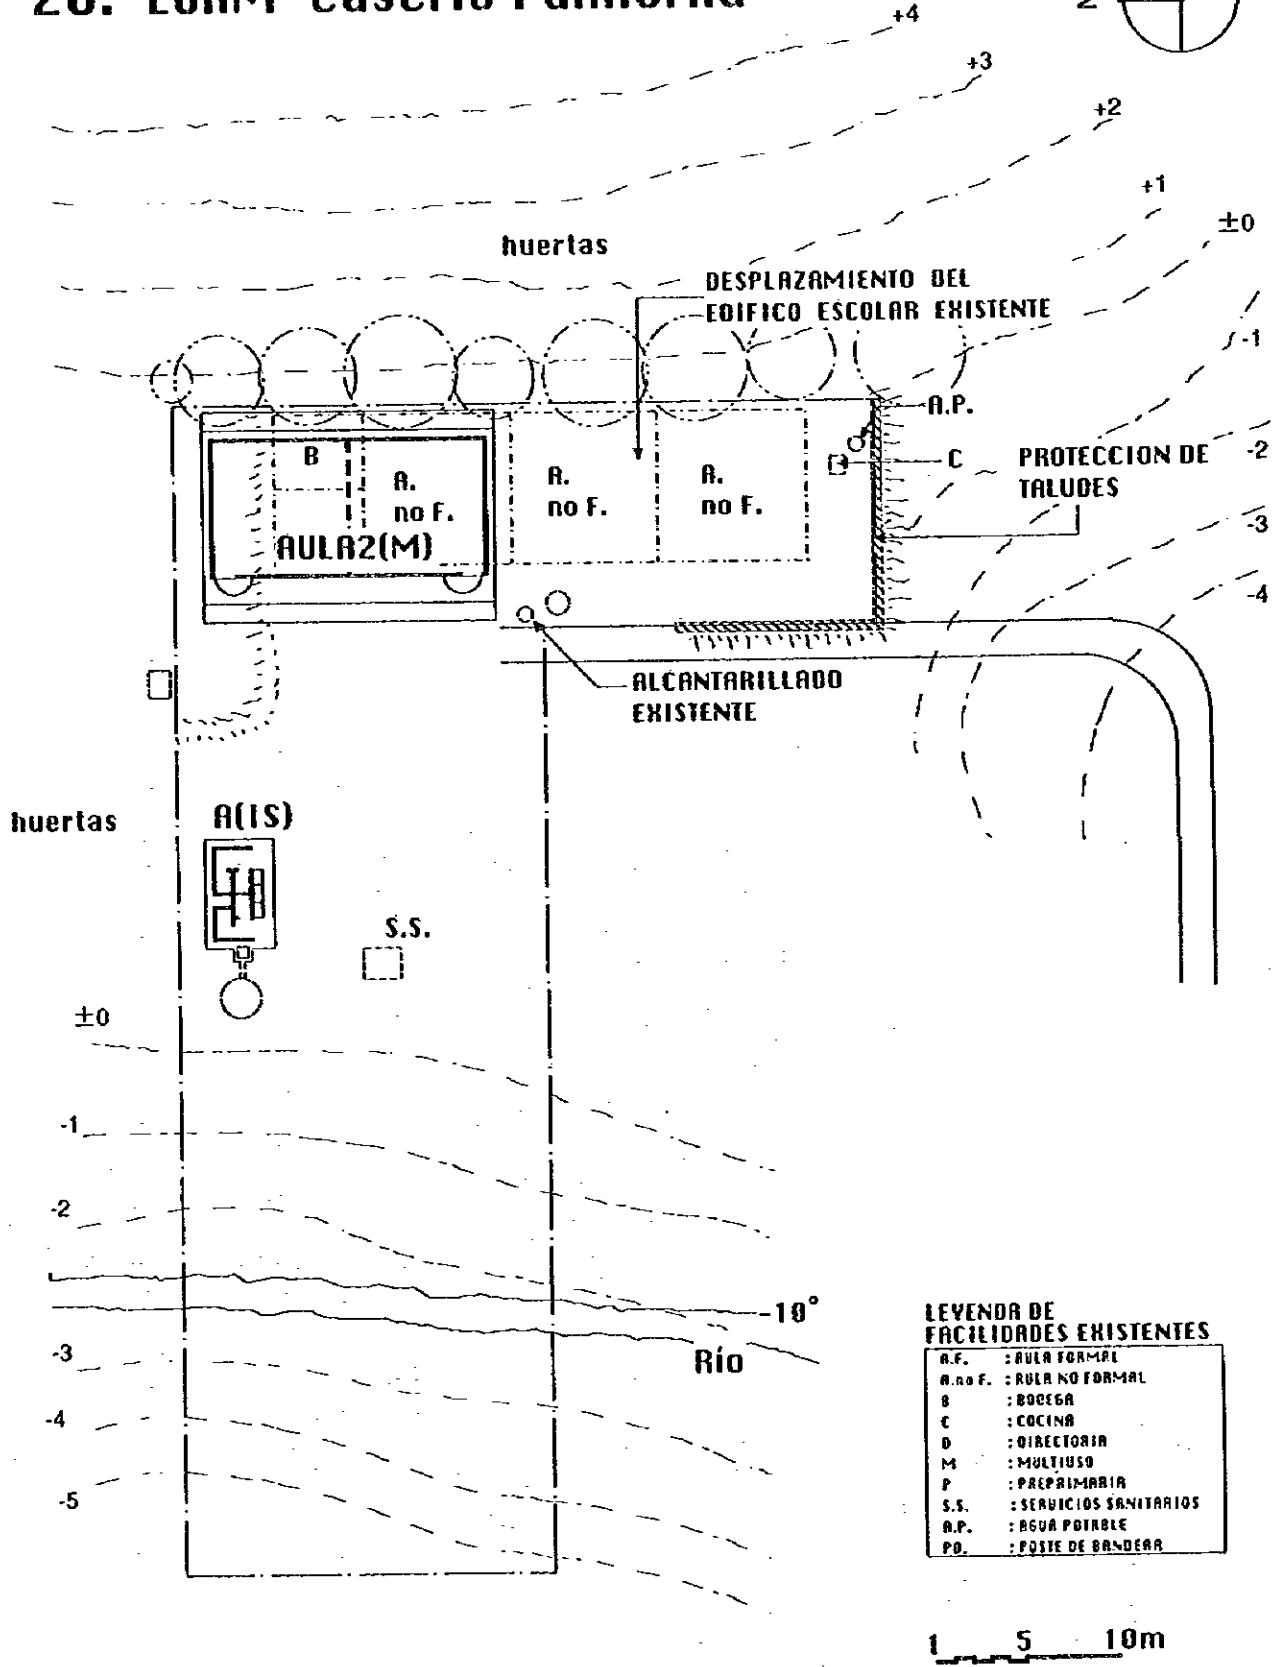 +4
+3
+2
+1
±0
huertas
DESPLAZAMIENTO DEL
EDIFICO ESCOLAR EXISTENTE
-1
A.P.
B
A.
no F.
A.
no F.
A.
no F.
C
PROTECCION DE
TALUDES
-2
AULA2(M)
-3
-4
ALCANTARILLADO
EXISTENTE
huertas
A(1S)
S.S.
±0
-1
-2
-10°
Río
-3
-4
-5
LEYENDA DE
FACILIDADES EXISTENTES
A.F. : AULA FORMAL
A.no F. : AULA NO FORMAL
B : BODEGA
C : COCINA
D : DIRECTORIA
M : MULTIUSO
P : PREPRIMARIA
S.S. : SERVICIOS SANITARIOS
A.P. : AGUA POTABLE
PO. : POSTE DE BANDERA
1 5 10m